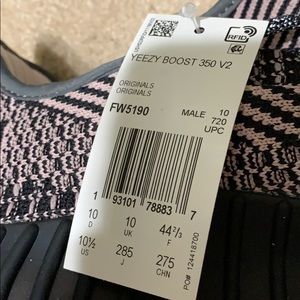 RFID
YEEZY BOOST 350 V2
ORIGINALS
ORIGINALS
FW5190
MALE 10
720
UPC
1 93101 78883 7
10 10 44⅔
D UK F
10½ 285 275
US J CHN
PO# 124418700